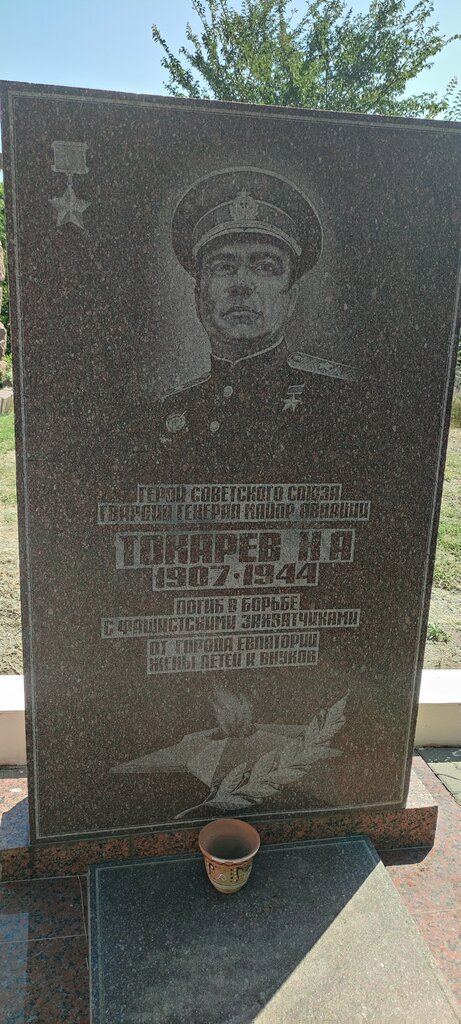 ГЕРОЙ СОВЕТСКОГО СОЮЗА
ГВАРДИИ ГЕНЕРАЛ МАЙОР АВИАЦИИ
ТОКАРЕВ Н А
1907·1944
ПОГИБ В БОРЬБЕ
С ФАШИСТСКИМИ ЗАХВАТЧИКАМИ
ОТ ГОРОДА ЕВПАТОРИИ
ЖЕНЫ ДЕТЕЙ И ВНУКОВ